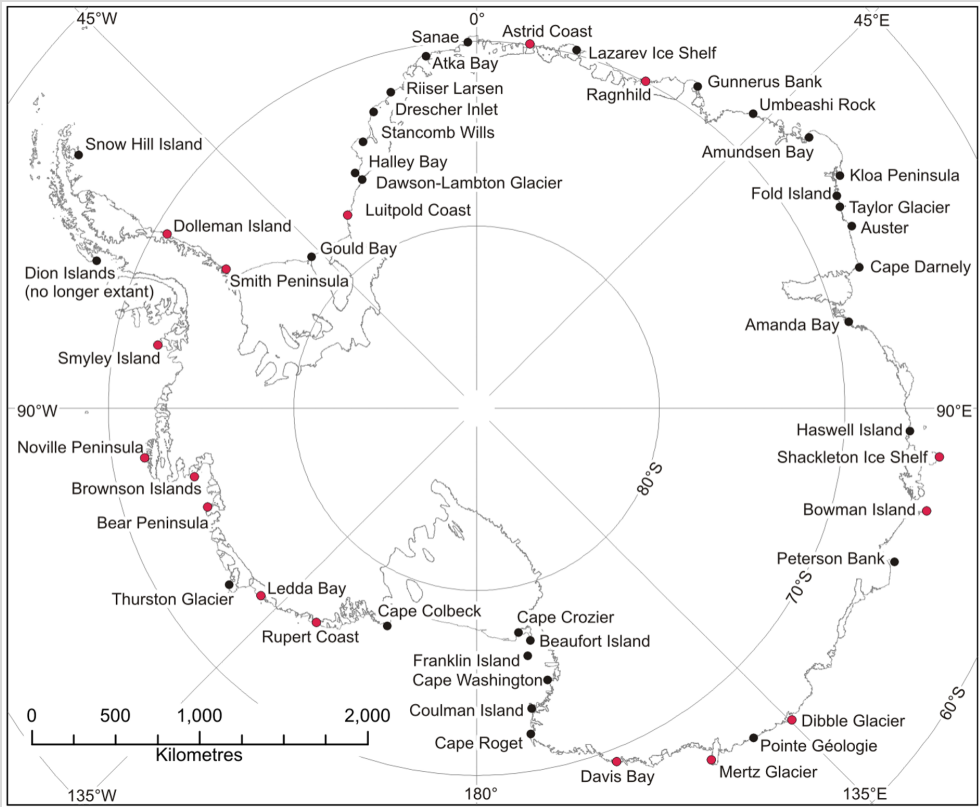 45°W
0°
45°E
Sanae
Astrid Coast
Lazarev Ice Shelf
Atka Bay
Riiser Larsen
Ragnhild
Gunnerus Bank
Drescher Inlet
Umbeashi Rock
Stancomb Wills
Snow Hill Island
Amundsen Bay
Halley Bay
Dawson-Lambton Glacier
Kloa Peninsula
Fold Island
Taylor Glacier
Luitpold Coast
Dolleman Island
Auster
Gould Bay
Dion Islands
(no longer extant)
Smith Peninsula
Cape Darnely
Amanda Bay
Smyley Island
90°W
90°E
Haswell Island
Noville Peninsula
Shackleton Ice Shelf
80°S
Brownson Islands
Bowman Island
Bear Peninsula
Peterson Bank
70°S
Ledda Bay
Thurston Glacier
Cape Colbeck
Cape Crozier
Rupert Coast
Beaufort Island
Franklin Island
Cape Washington
60°S
Coulman Island
0 500 1,000 2,000
Kilometres
Dibble Glacier
Cape Roget
Pointe Géologie
Davis Bay
Mertz Glacier
135°W
180°
135°E